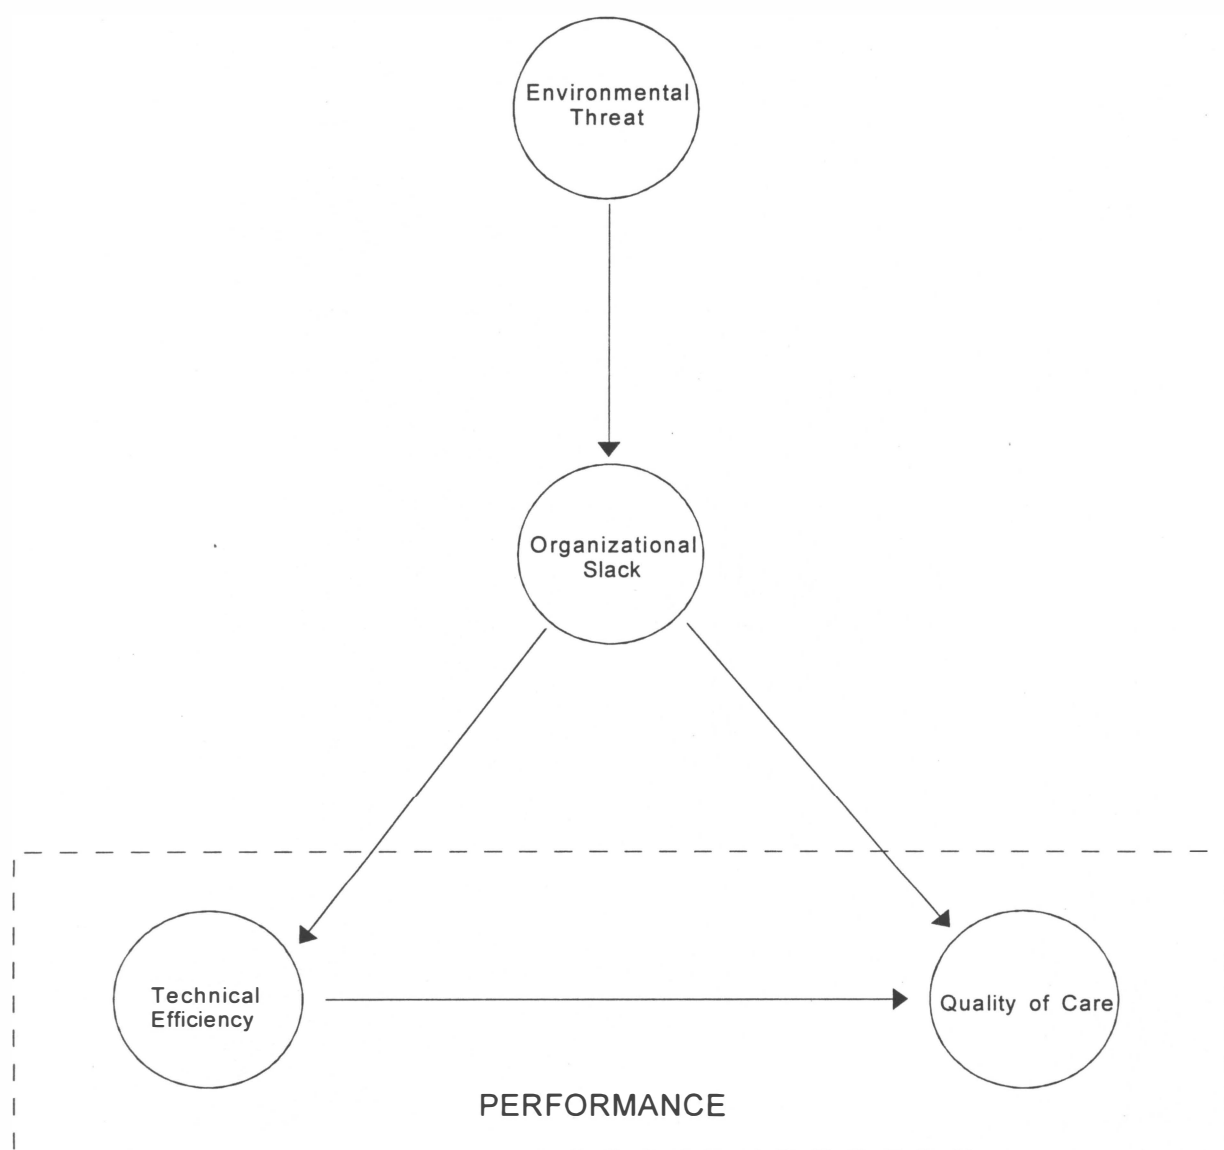 Environmental
Threat
Organizational
Slack
Technical
Efficiency
Quality of Care
PERFORMANCE